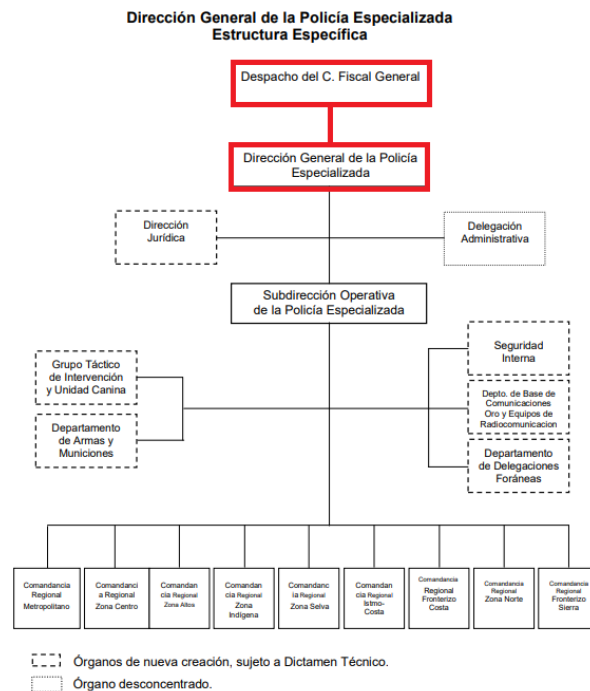 Dirección General de la Policía Especializada
Estructura Específica
Despacho del C. Fiscal General
Dirección General de la Policía
Especializada
Dirección
Jurídica
Delegación
Administrativa
Subdirección Operativa
de la Policía Especializada
Grupo Táctico
de Intervención
y Unidad Canina
Departamento
de Armas y
Municiones
Seguridad
Interna
Depto. de Base de
Comunicaciones
Oro y Equipos de
Radiocomunicacion
Departamento
de Delegaciones
Foráneas
Comandancia
Regional
Metropolitano
Comandanci
a Regional
Zona Centro
Comandan
cia Regional
Zona Altos
Comandan
cia Regional
Zona
Indígena
Comandanc
ia Regional
Zona Selva
Comandan
cia Regional
Istmo-
Costa
Comandancia
Regional
Fronterizo
Costa
Comandancia
Regional
Zona Norte
Comandancia
Regional
Fronterizo
Sierra
Órganos de nueva creación, sujeto a Dictamen Técnico.
Órgano desconcentrado.